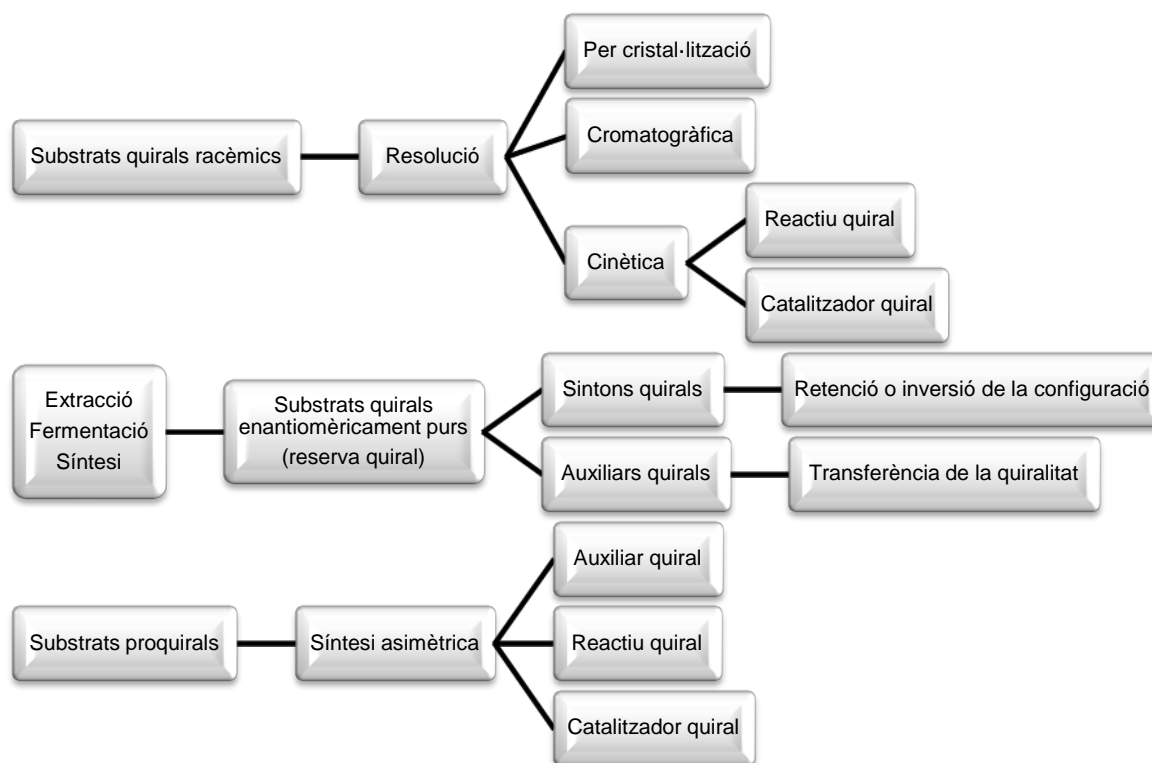 Per cristal·lització
Cromatogràfica
Substrats quirals racèmics
Resolució
Reactiu quiral
Cinètica
Catalitzador quiral
Extracció
Fermentació
Síntesi
Substrats quirals
enantiomèricament purs
(reserva quiral)
Sintons quirals
Retenció o inversió de la configuració
Auxiliars quirals
Transferència de la quiralitat
Auxiliar quiral
Substrats proquirals
Síntesi asimètrica
Reactiu quiral
Catalitzador quiral